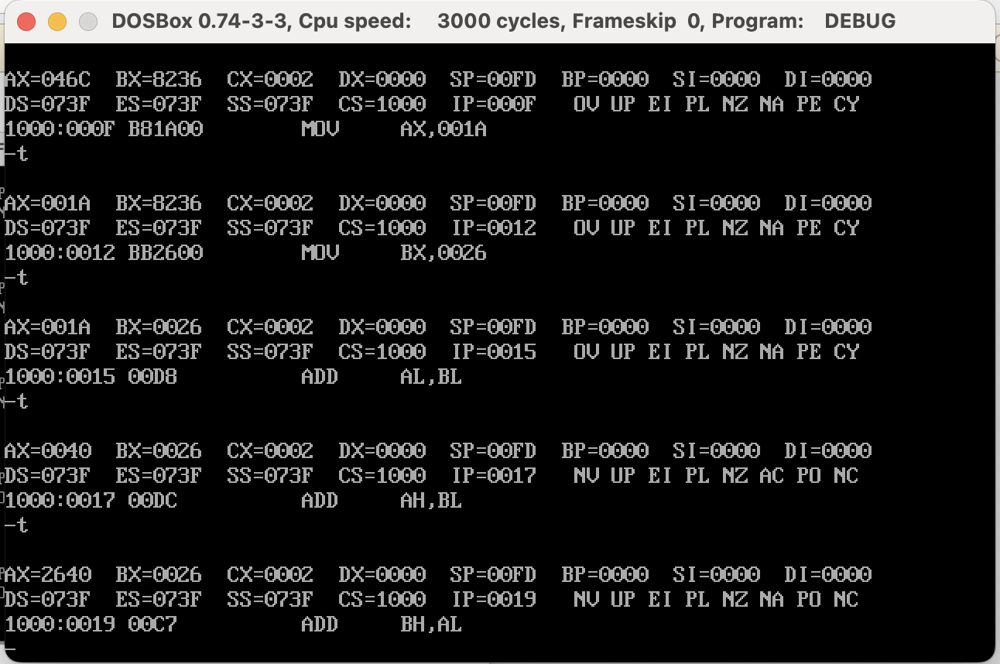 DOSBox 0.74-3-3, Cpu speed: 3000 cycles, Frameskip 0, Program: DEBUG
AX=046C BX=8236 CX=0002 DX=0000 SP=00FD BP=0000 SI=0000 DI=0000
DS=073F ES=073F SS=073F CS=1000 IP=000F OV UP EI PL NZ NA PE CY
1000:000F B81A00 MOV AX,001A
-t
AX=001A BX=8236 CX=0002 DX=0000 SP=00FD BP=0000 SI=0000 DI=0000
DS=073F ES=073F SS=073F CS=1000 IP=0012 OV UP EI PL NZ NA PE CY
1000:0012 BB2600 MOV BX,0026
-t
AX=001A BX=0026 CX=0002 DX=0000 SP=00FD BP=0000 SI=0000 DI=0000
DS=073F ES=073F SS=073F CS=1000 IP=0015 OV UP EI PL NZ NA PE CY
1000:0015 00D8 ADD AL,BL
-t
AX=0040 BX=0026 CX=0002 DX=0000 SP=00FD BP=0000 SI=0000 DI=0000
DS=073F ES=073F SS=073F CS=1000 IP=0017 NV UP EI PL NZ AC PO NC
1000:0017 00DC ADD AH,BL
-t
AX=2640 BX=0026 CX=0002 DX=0000 SP=00FD BP=0000 SI=0000 DI=0000
DS=073F ES=073F SS=073F CS=1000 IP=0019 NV UP EI PL NZ NA PO NC
1000:0019 00C7 ADD BH,AL